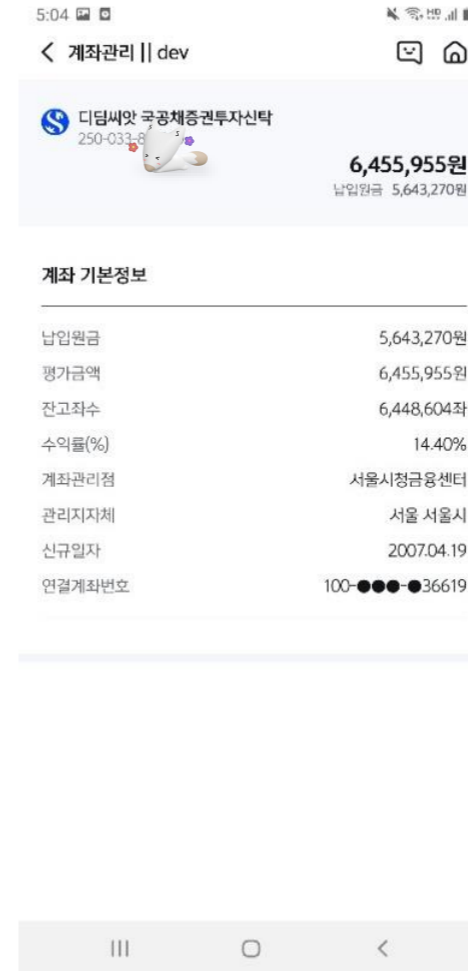 5:04
계좌관리 || dev
디딤씨앗 국공채증권투자신탁
250-033-8
6,455,955원
납입원금 5,643,270원
계좌 기본정보
납입원금 5,643,270원
평가금액 6,455,955원
잔고좌수 6,448,604좌
수익률(%) 14.40%
계좌관리점 서울시청금융센터
관리지자체 서울 서울시
신규일자 2007.04.19
연결계좌번호 100-●●●-●36619